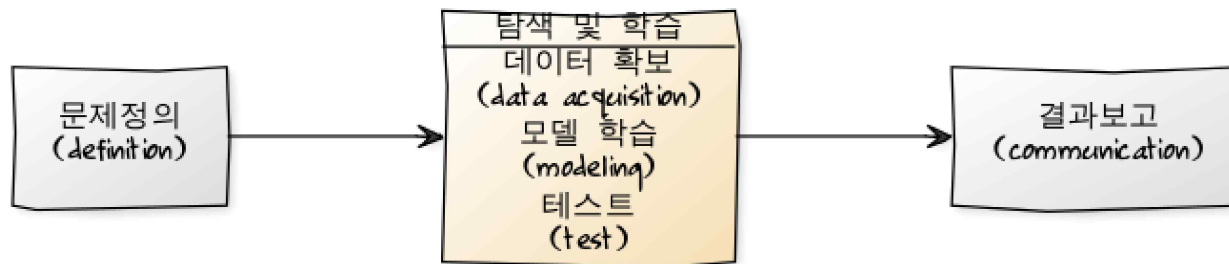 문제정의
(definition)
탐색 및 학습
데이터 확보
(data acquisition)
모델 학습
(modeling)
테스트
(test)
결과보고
(communication)